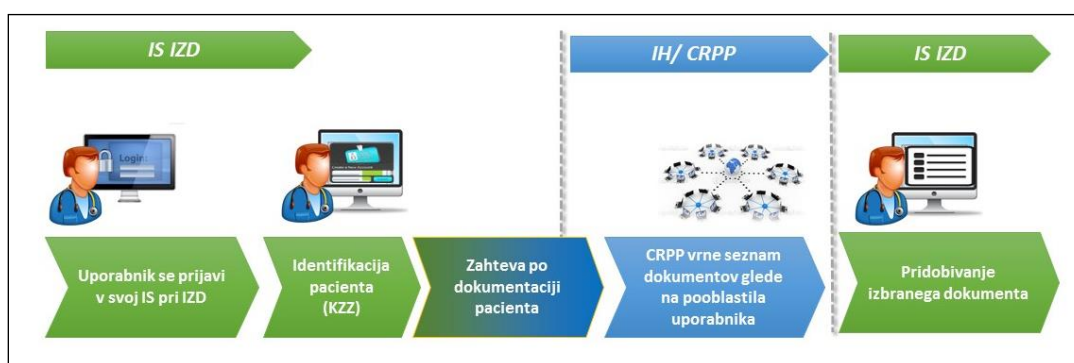 IS IZD
IH/ CRPP
IS IZD
Login:
Uporabnik se prijavi
v svoj IS pri IZD
Identifikacija
pacienta
(KZZ)
Zahteva po
dokumentaciji
pacienta
CRPP vrne seznam
dokumentov glede
na pooblastila
uporabnika
Pridobivanje
izbranega dokumenta